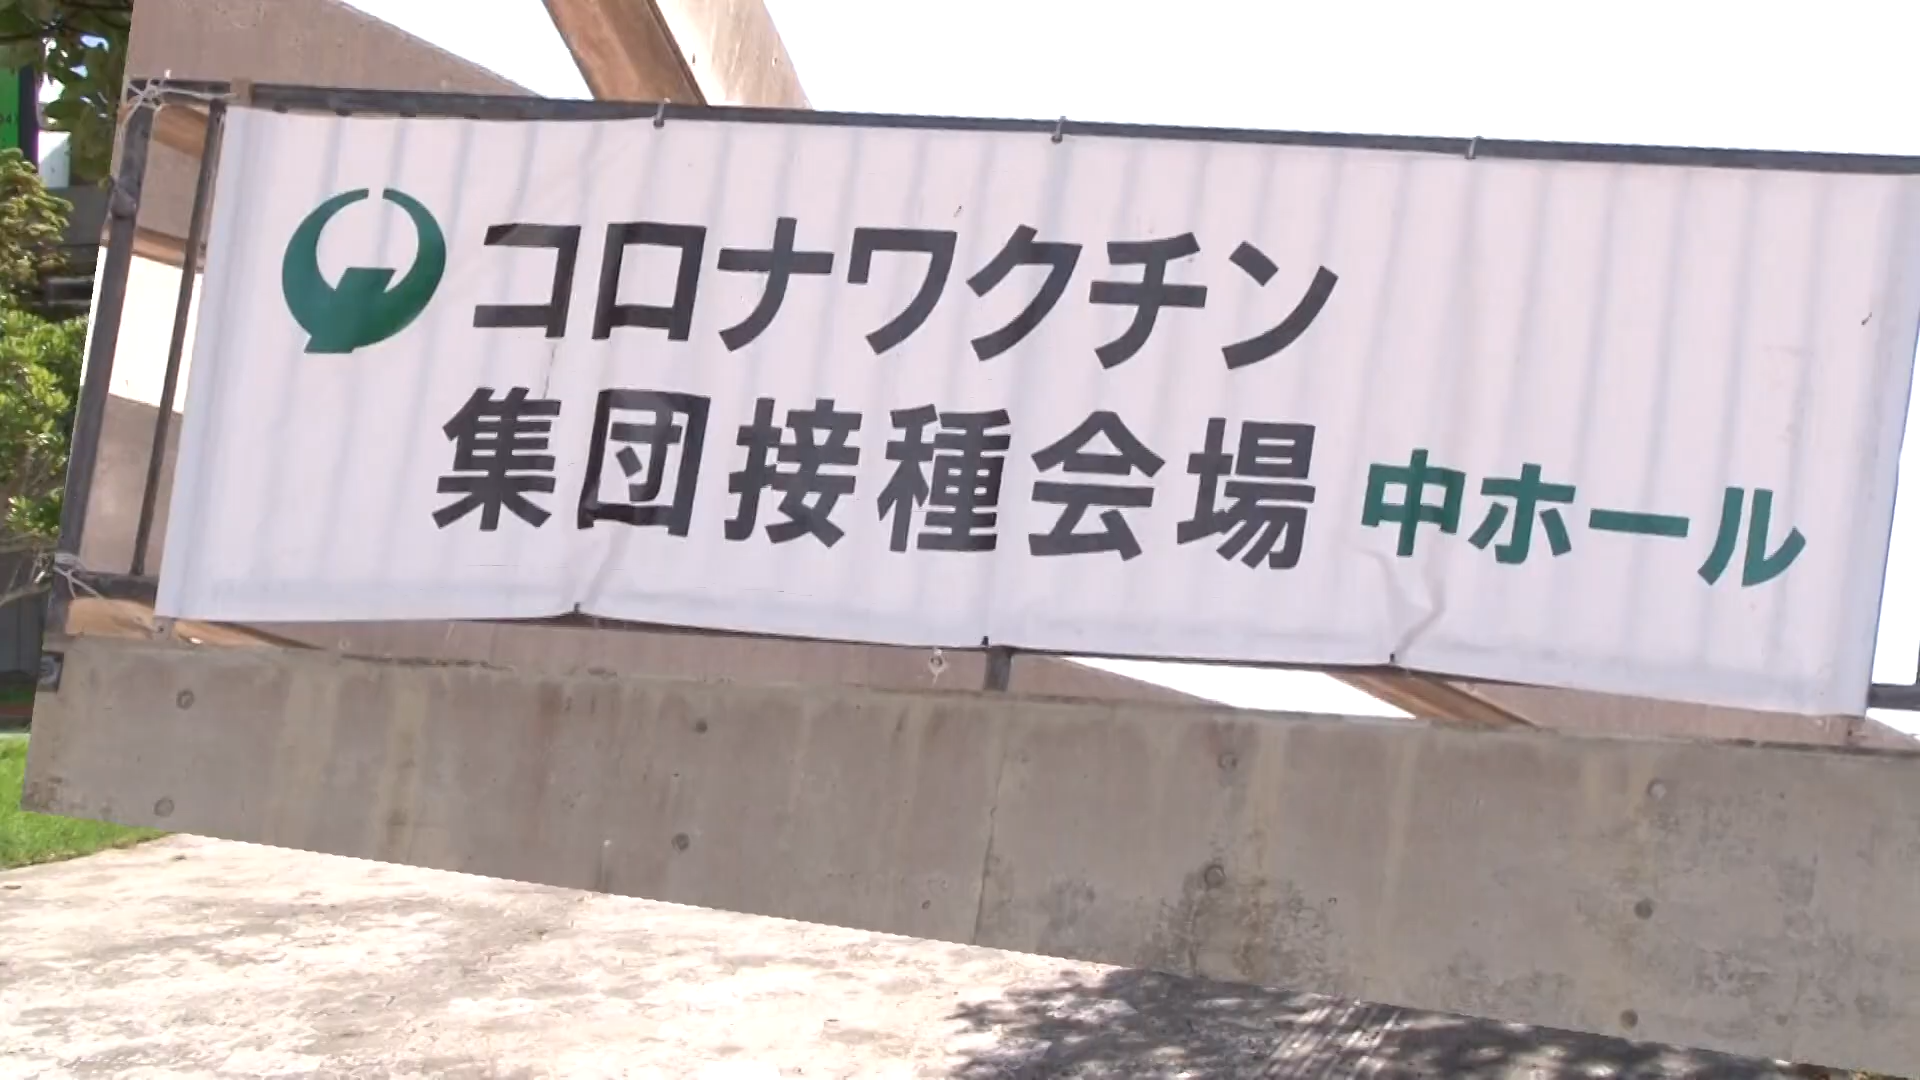 コロナワクチン
集団接種会場 中ホール